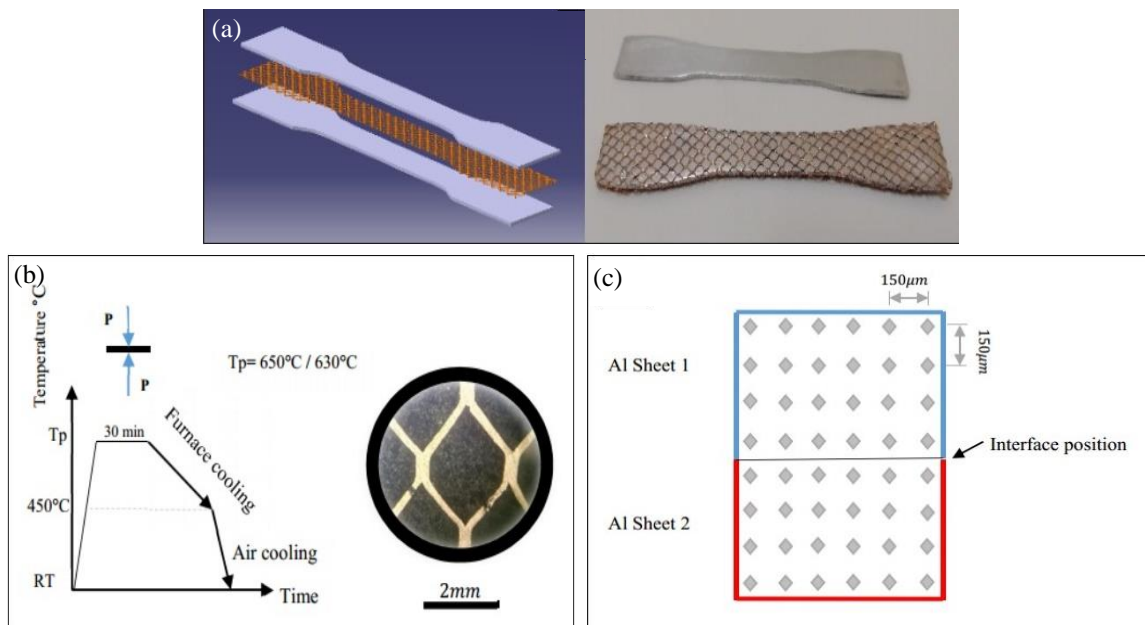 (a)
(b)
Temperature °C
P
P
Tp= 650°C / 630°C
Tp
30 min
Furnace cooling
450°C
Air cooling
RT
Time
2mm
(c)
150μm
150μm
Al Sheet 1
Interface position
Al Sheet 2